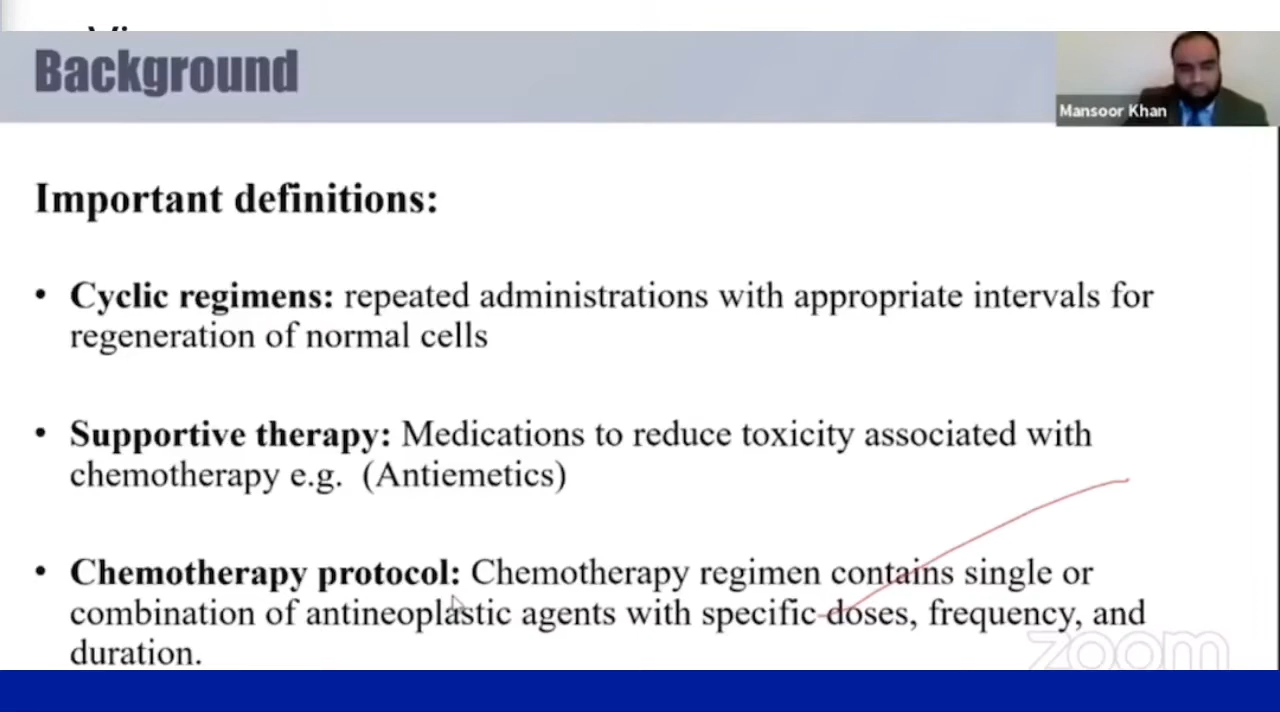 Background
Mansoor Khan
Important definitions:
• Cyclic regimens: repeated administrations with appropriate intervals for
regeneration of normal cells
• Supportive therapy: Medications to reduce toxicity associated with
chemotherapy e.g. (Antiemetics)
• Chemotherapy protocol: Chemotherapy regimen contains single or
combination of antineoplastic agents with specific doses, frequency, and
duration.
zoom